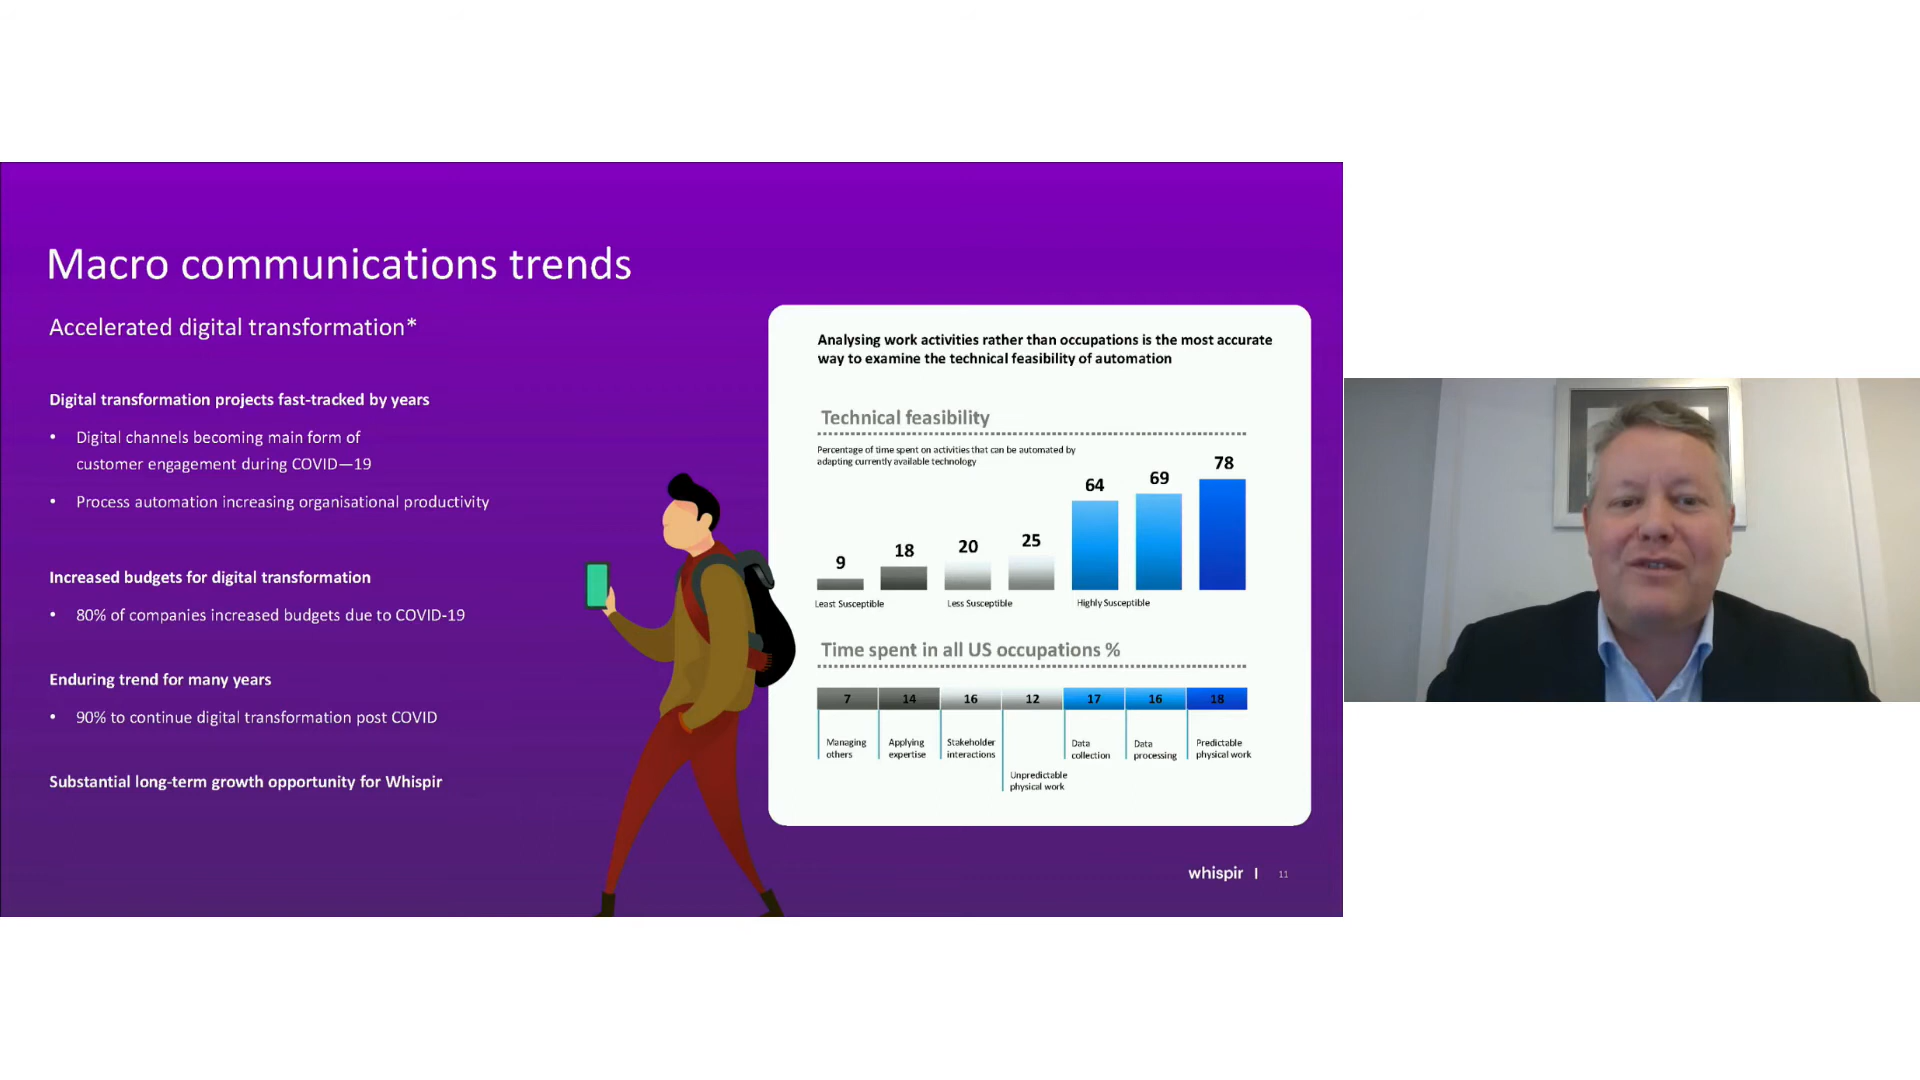 Macro communications trends
Accelerated digital transformation*
Digital transformation projects fast-tracked by years
• Digital channels becoming main form of
customer engagement during COVID—19
• Process automation increasing organisational productivity
Increased budgets for digital transformation
• 80% of companies increased budgets due to COVID-19
Enduring trend for many years
• 90% to continue digital transformation post COVID
Substantial long-term growth opportunity for Whispir
Analysing work activities rather than occupations is the most accurate
way to examine the technical feasibility of automation
Technical feasibility
Percentage of time spent on activities that can be automated by
adapting currently available technology
9 18 20 25 64 69 78
Least Susceptible Less Susceptible Highly Susceptible
Time spent in all US occupations %
7 14 16 12 17 16 18
Managing
others
Applying
expertise
Stakeholder
interactions
Unpredictable
physical work
Data
collection
Data
processing
Predictable
physical work
whispir | 11